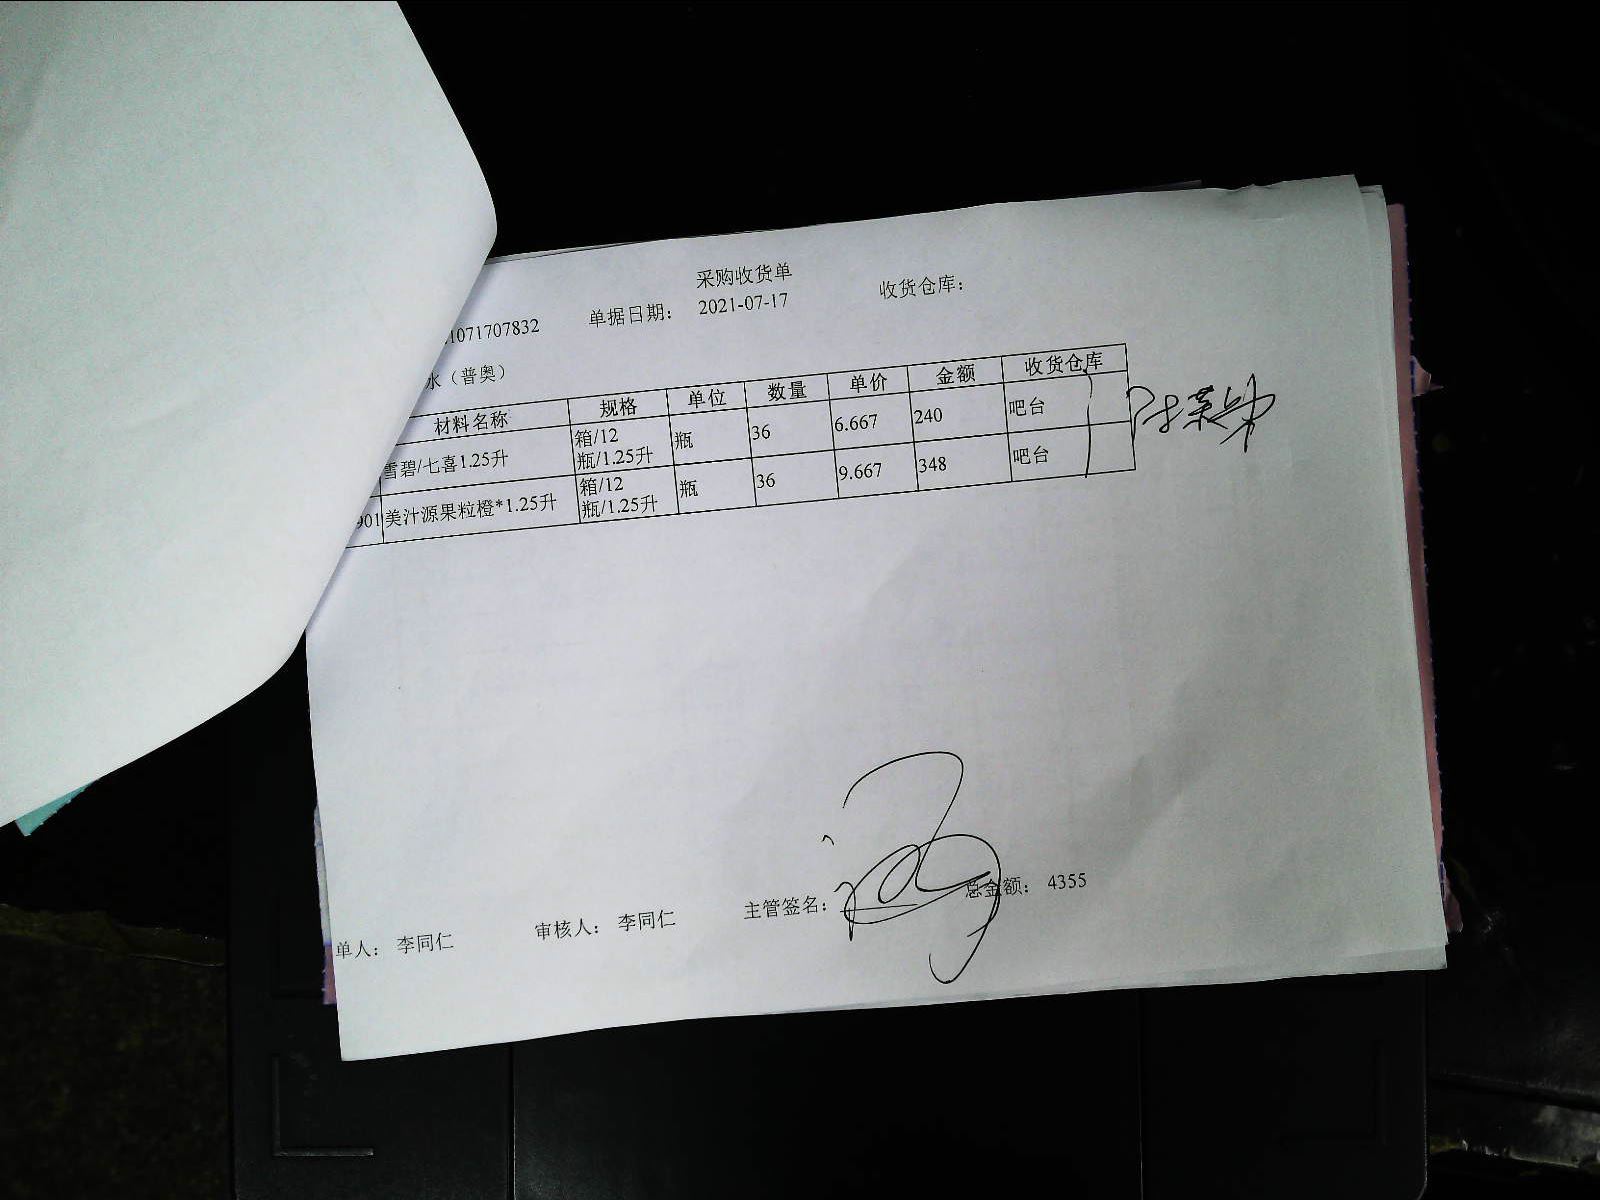 采购收货单
1071707832 单据日期： 2021-07-17 收货仓库：
水（普奥）
材料名称 规格 单位 数量 单价 金额 收货仓库
雪碧/七喜1.25升 箱/12瓶/1.25升 瓶 36 6.667 240 吧台
901 美汁源果粒橙*1.25升 箱/12瓶/1.25升 瓶 36 9.667 348 吧台
单人： 李同仁 审核人： 李同仁 主管签名： 总金额： 4355